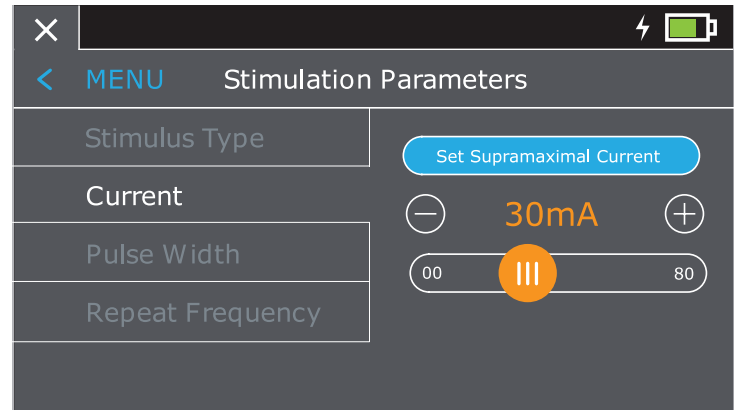 MENU Stimulation Parameters
Stimulus Type
Current
Pulse Width
Repeat Frequency
Set Supramaximal Current
30mA
00 80